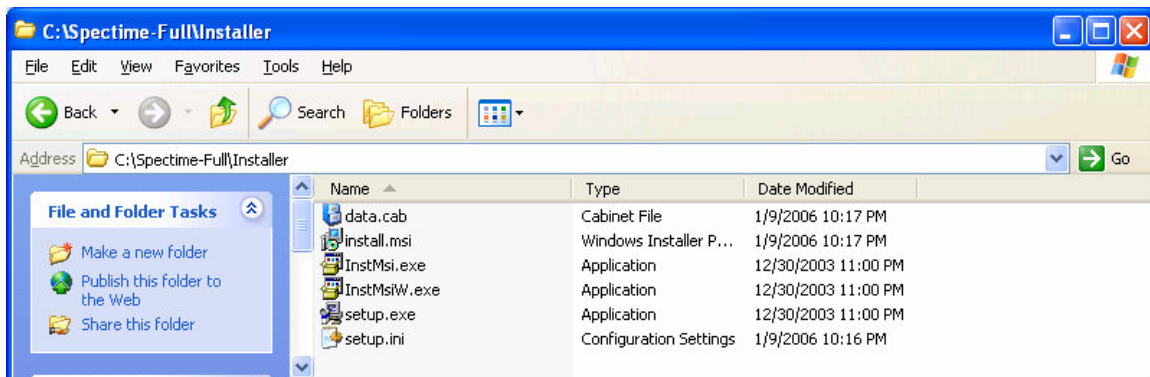 C:\Spectime-Full\Installer
File Edit View Favorites Tools Help
Back Search Folders
Address C:\Spectime-Full\Installer Go
File and Folder Tasks
Make a new folder
Publish this folder to
the Web
Share this folder
Name Type Date Modified
data.cab Cabinet File 1/9/2006 10:17 PM
install.msi Windows Installer P... 1/9/2006 10:17 PM
InstMsi.exe Application 12/30/2003 11:00 PM
InstMsiW.exe Application 12/30/2003 11:00 PM
setup.exe Application 12/30/2003 11:00 PM
setup.ini Configuration Settings 1/9/2006 10:16 PM